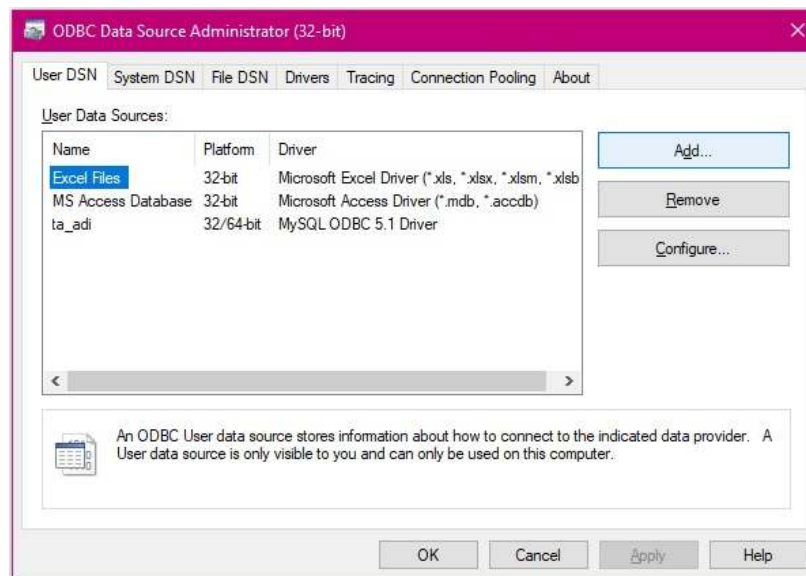 ODBC Data Source Administrator (32-bit)
User DSN System DSN File DSN Drivers Tracing Connection Pooling About
User Data Sources:
Name Platform Driver
Excel Files 32-bit Microsoft Excel Driver (*.xls, *.xlsx, *.xlsm, *.xlsb
MS Access Database 32-bit Microsoft Access Driver (*.mdb, *.accdb)
ta_adi 32/64-bit MySQL ODBC 5.1 Driver
Add...
Remove
Configure...
An ODBC User data source stores information about how to connect to the indicated data provider. A
User data source is only visible to you and can only be used on this computer.
OK Cancel Apply Help